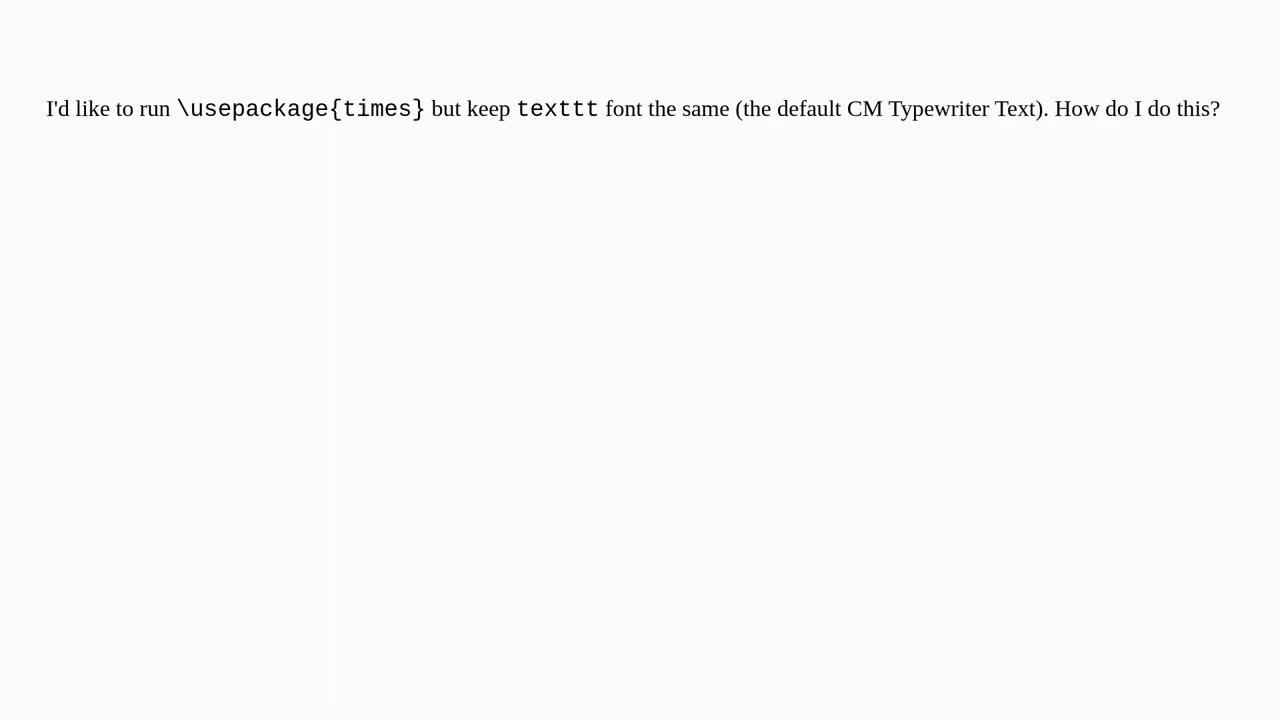 I'd like to run \usepackage{times} but keep texttt font the same (the default CM Typewriter Text). How do I do this?